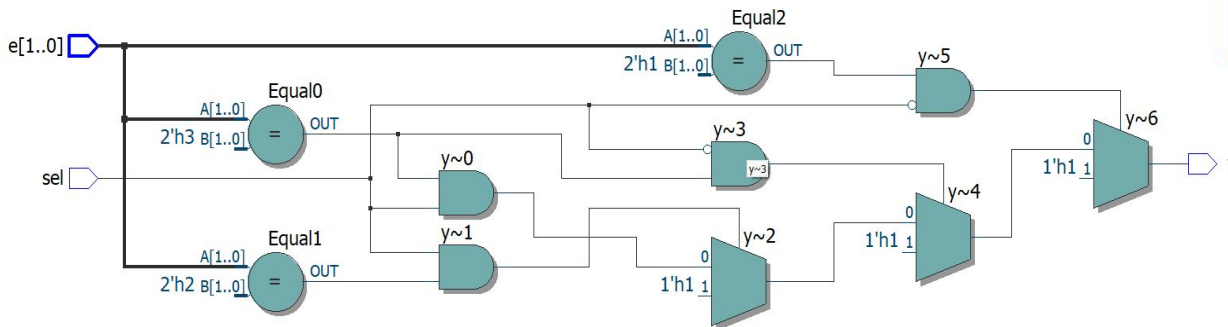 Equal2
e[1..0]
A[1..0]
OUT
2'h1 B[1..0]
y~5
Equal0
A[1..0]
OUT
2'h3 B[1..0]
y~3
y~3
y~6
0
1'h1 1
sel
y~0
y~4
0
1'h1 1
Equal1
y~1
A[1..0]
OUT
2'h2 B[1..0]
y~2
0
1'h1 1